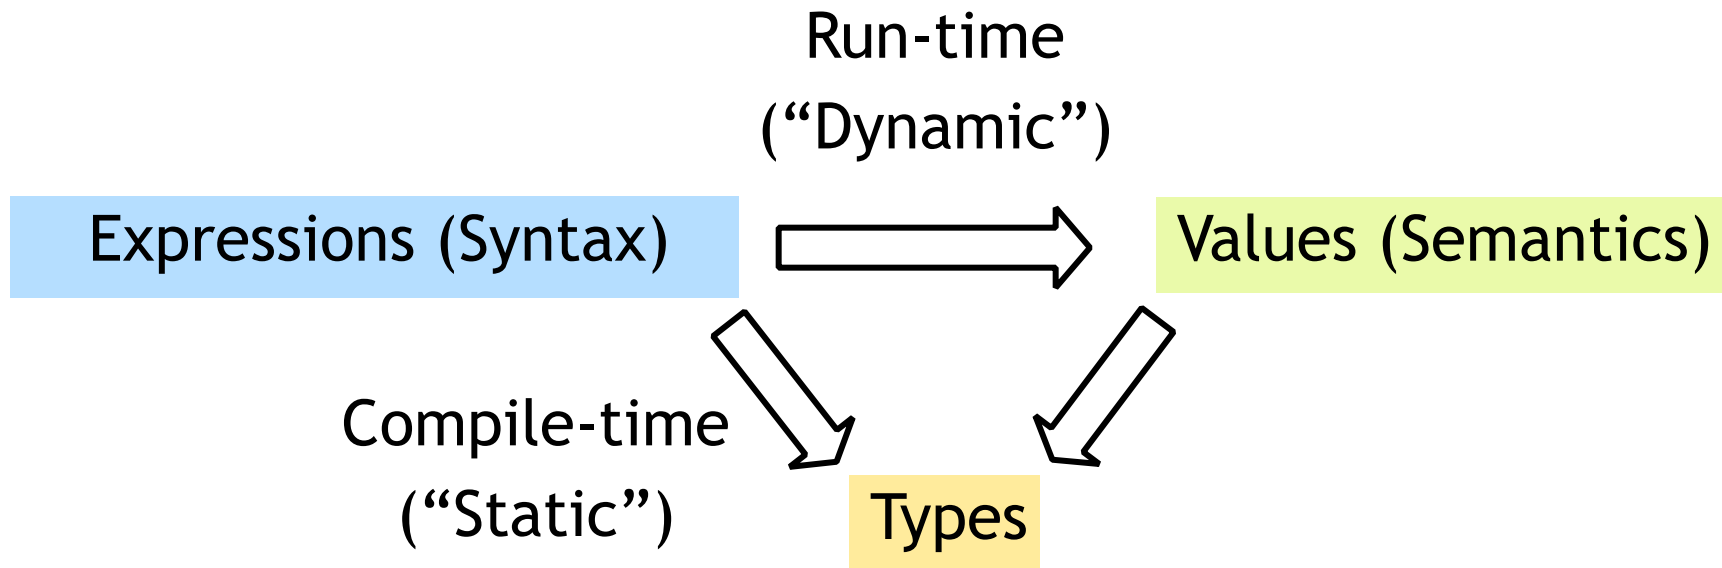 Run-time
(“Dynamic”)
Expressions (Syntax)
Values (Semantics)
Compile-time
(“Static”)
Types